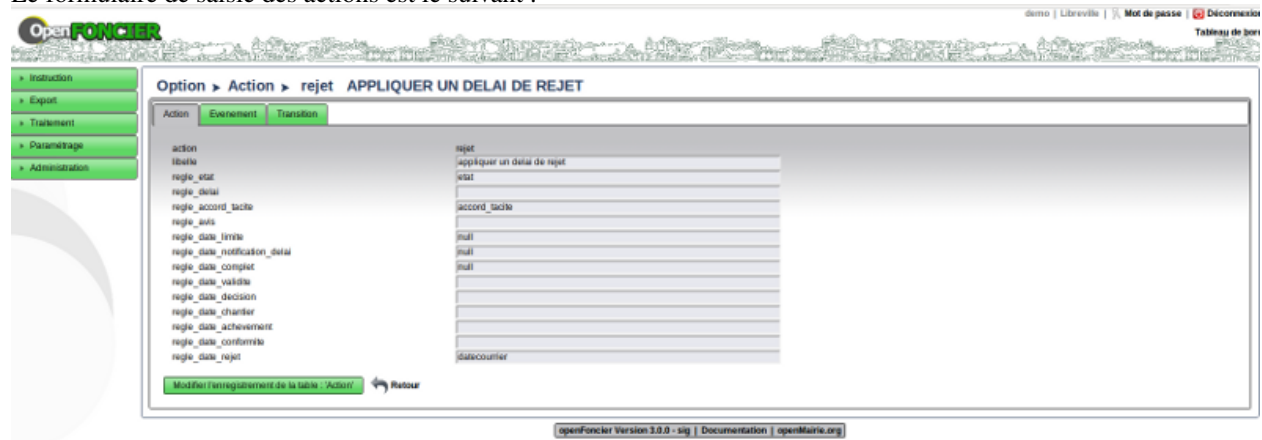 Le formulaire de saisie des actions est le suivant :
demo | Libreville | Mot de passe | Déconnexion
Open FONCIER
Tableau de bord
Instruction
Export
Traitement
Paramétrage
Administration
Option ► Action ► rejet APPLIQUER UN DELAI DE REJET
Action Evenement Transition
action rejet
libelle appliquer un delai de rejet
regle_etat etat
regle_delai
regle_accord_tacite accord_tacite
regle_avis
regle_date_limite null
regle_date_notification_delai null
regle_date_complet null
regle_date_validite
regle_date_decision
regle_date_chantier
regle_date_achevement
regle_date_conformite
regle_date_rejet datecourrier
Modifier l'enregistrement de la table : 'Action' Retour
openFoncier Version 3.0.0 - sig | Documentation | openMairie.org